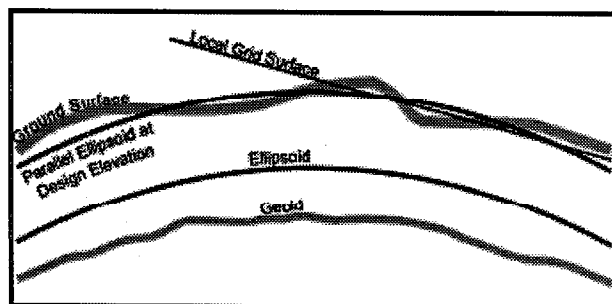 Local Grid Surface
Ground Surface
Parallel Ellipsoid at
Design Elevation
Ellipsoid
Geoid